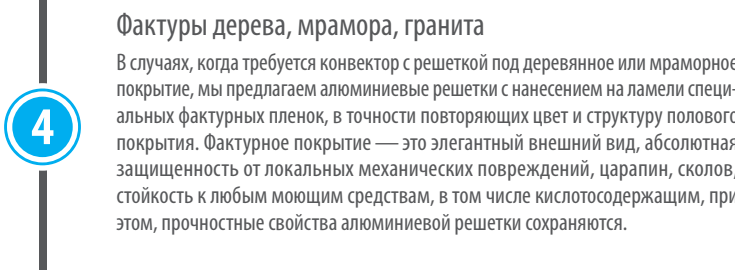 Фактуры дерева, мрамора, гранита
В случаях, когда требуется конвектор с решеткой под деревянное или мраморное
покрытие, мы предлагаем алюминиевые решетки с нанесением на ламели специ-
альных фактурных пленок, в точности повторяющих цвет и структуру полового
4
покрытия. Фактурное покрытие — это элегантный внешний вид, абсолютная
защищенность от локальных механических повреждений, царапин, сколов,
стойкость к любым моющим средствам, в том числе кислотосодержащим, при
этом, прочностные свойства алюминиевой решетки сохраняются.